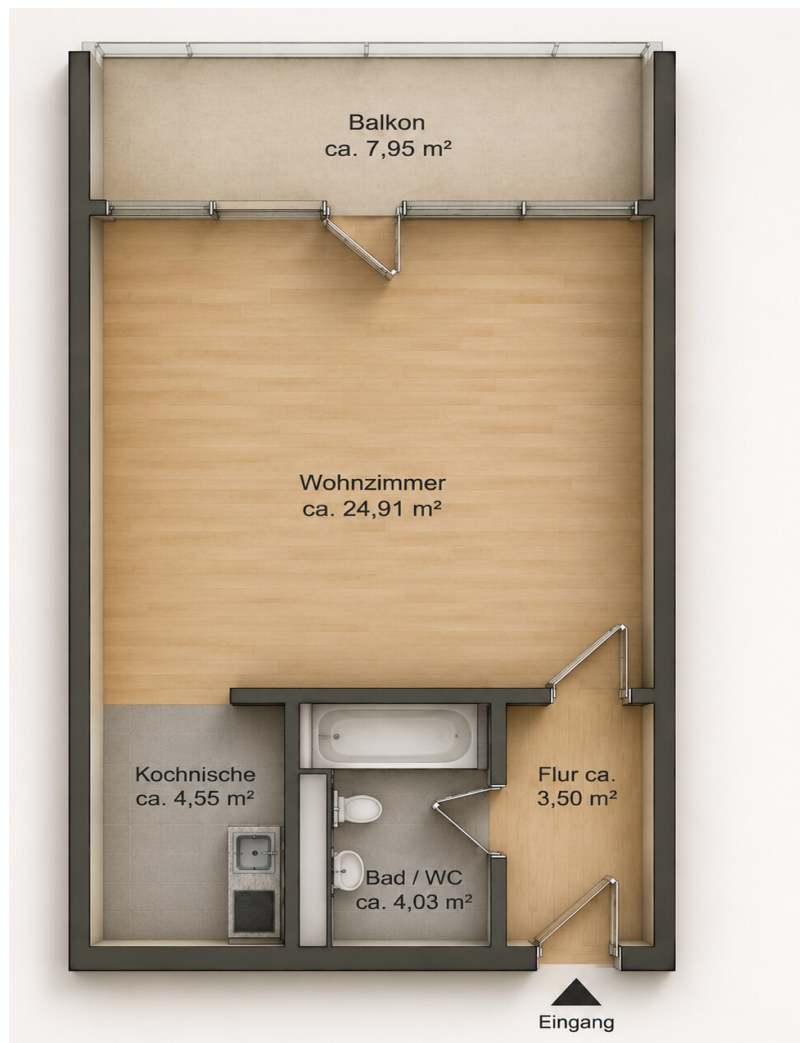 Balkon
ca. 7,95 m²
Wohnzimmer
ca. 24,91 m²
Kochnische
ca. 4,55 m²
Flur ca.
3,50 m²
Bad / WC
ca. 4,03 m²
Eingang